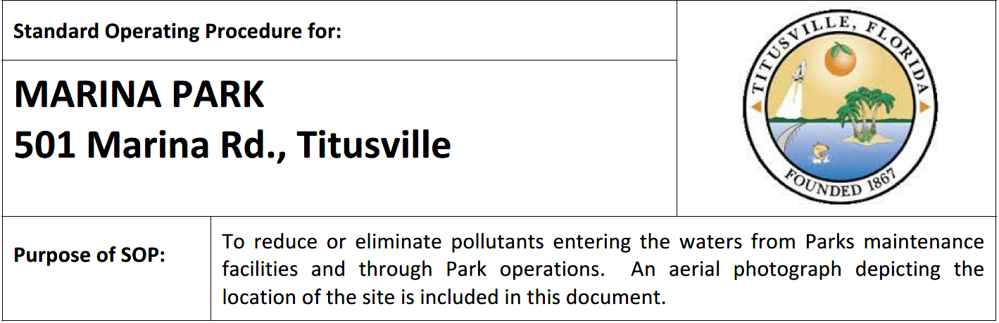 Standard Operating Procedure for:
MARINA PARK
501 Marina Rd., Titusville
TITUSVILLE, FLORIDA
FOUNDED 1867
Purpose of SOP:
To reduce or eliminate pollutants entering the waters from Parks maintenance
facilities and through Park operations.  An aerial photograph depicting the
location of the site is included in this document.